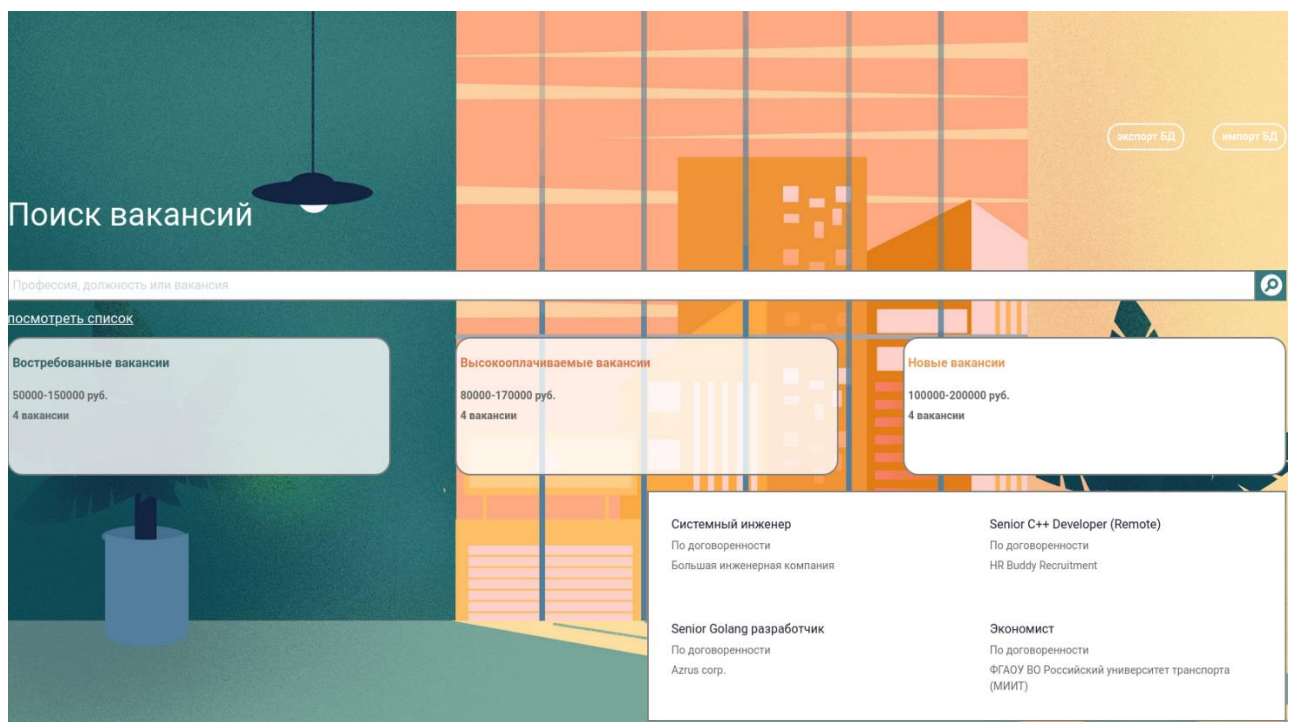 экспорт БД
импорт БД
Поиск вакансий
Профессия, должность или вакансия
посмотреть список
Востребованные вакансии
50000-150000 руб.
4 вакансии
Высокооплачиваемые вакансии
80000-170000 руб.
4 вакансии
Новые вакансии
100000-200000 руб.
4 вакансии
Системный инженер
По договоренности
Большая инженерная компания
Senior C++ Developer (Remote)
По договоренности
HR Buddy Recruitment
Senior Golang разработчик
По договоренности
Azrus corp.
Экономист
По договоренности
ФГАОУ ВО Российский университет транспорта
(МИИТ)